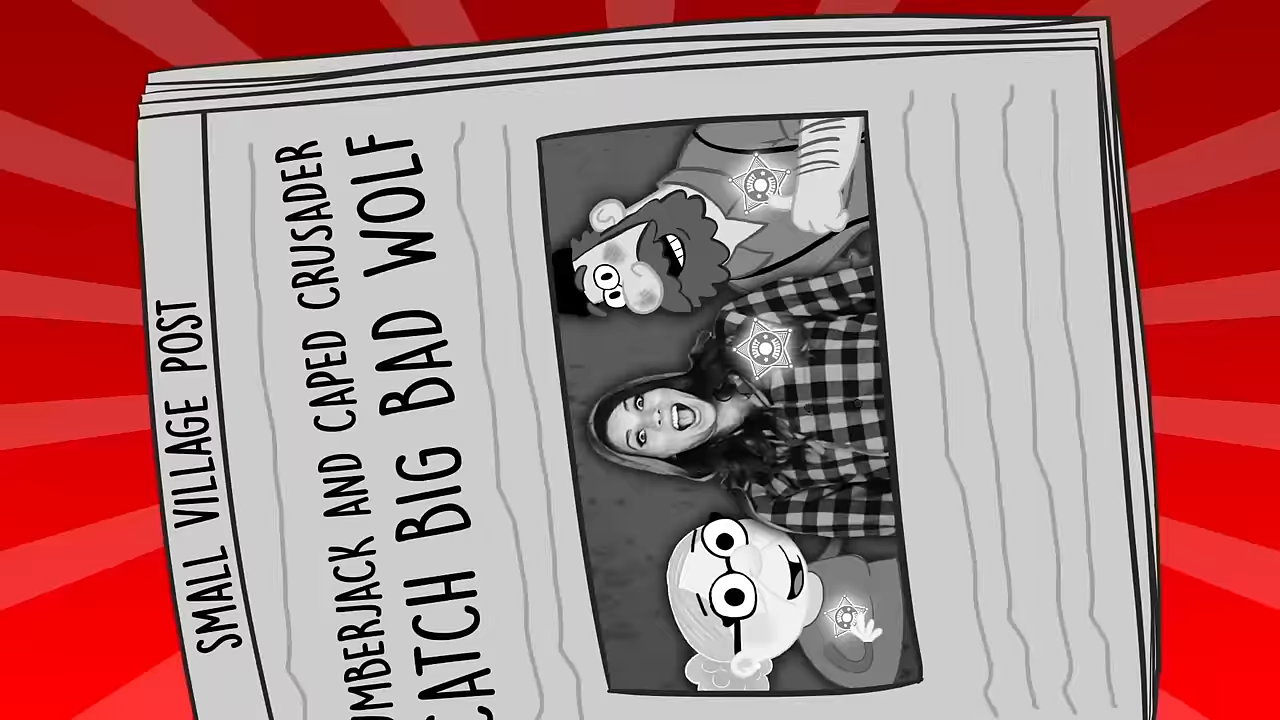 SMALL VILLAGE POST
UMBERJACK AND CAPED CRUSADER
CATCH BIG BAD WOLF